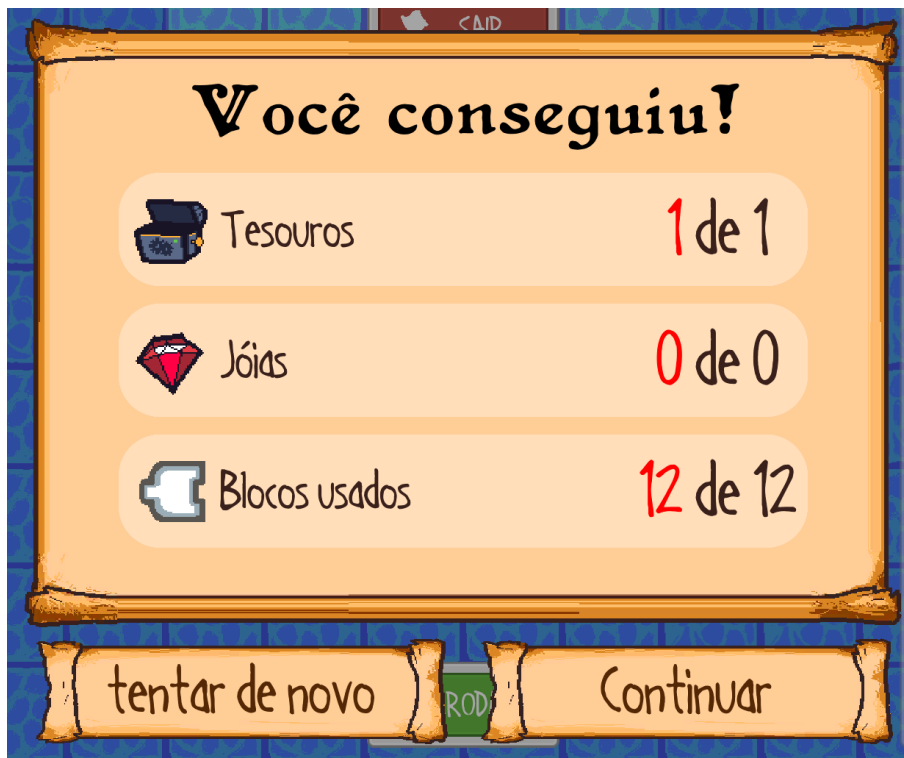 SAIR
Você conseguiu!
Tesouros 1 de 1
Jóias 0 de 0
Blocos usados 12 de 12
tentar de novo
Continuar